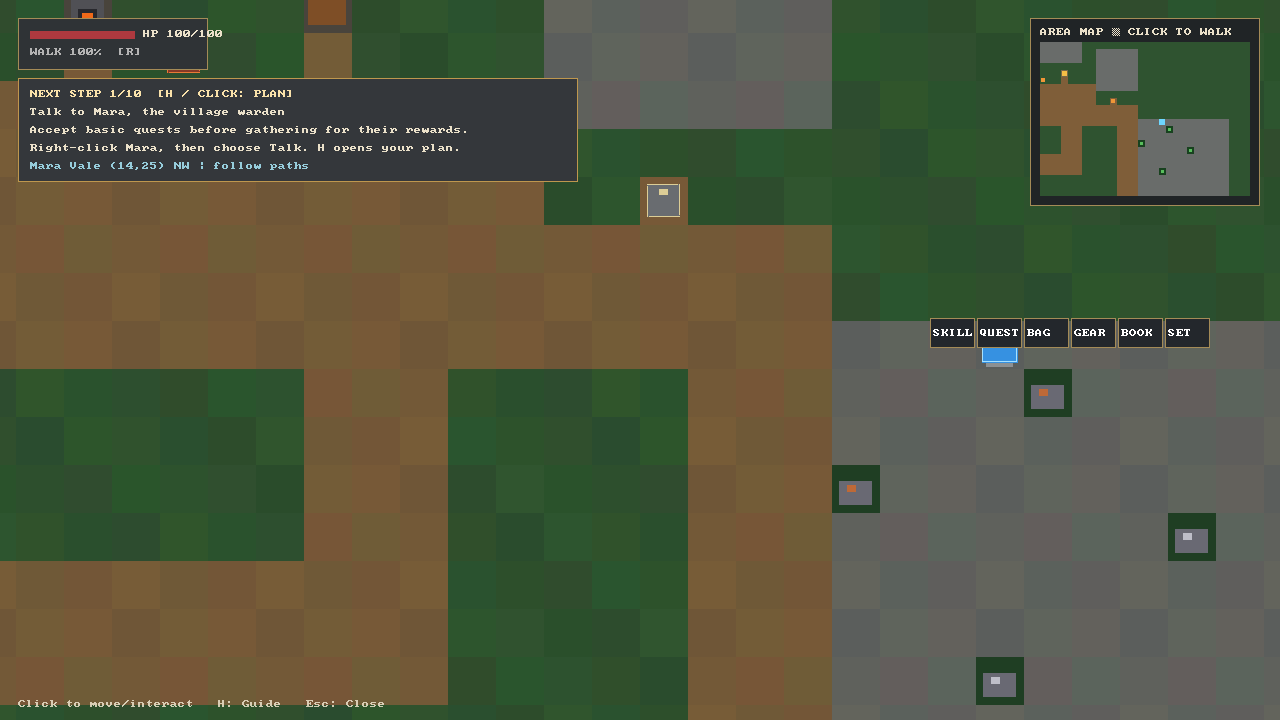 HP 100/100
WALK 100% [R]
NEXT STEP 1/10 [H / CLICK: PLAN]
Talk to Mara, the village warden
Accept basic quests before gathering for their rewards.
Right-click Mara, then choose Talk. H opens your plan.
Mara Vale (14,25) NW ¦ follow paths
AREA MAP ▒ CLICK TO WALK
SKILL QUEST BAG GEAR BOOK SET
Click to move/interact H: Guide Esc: Close